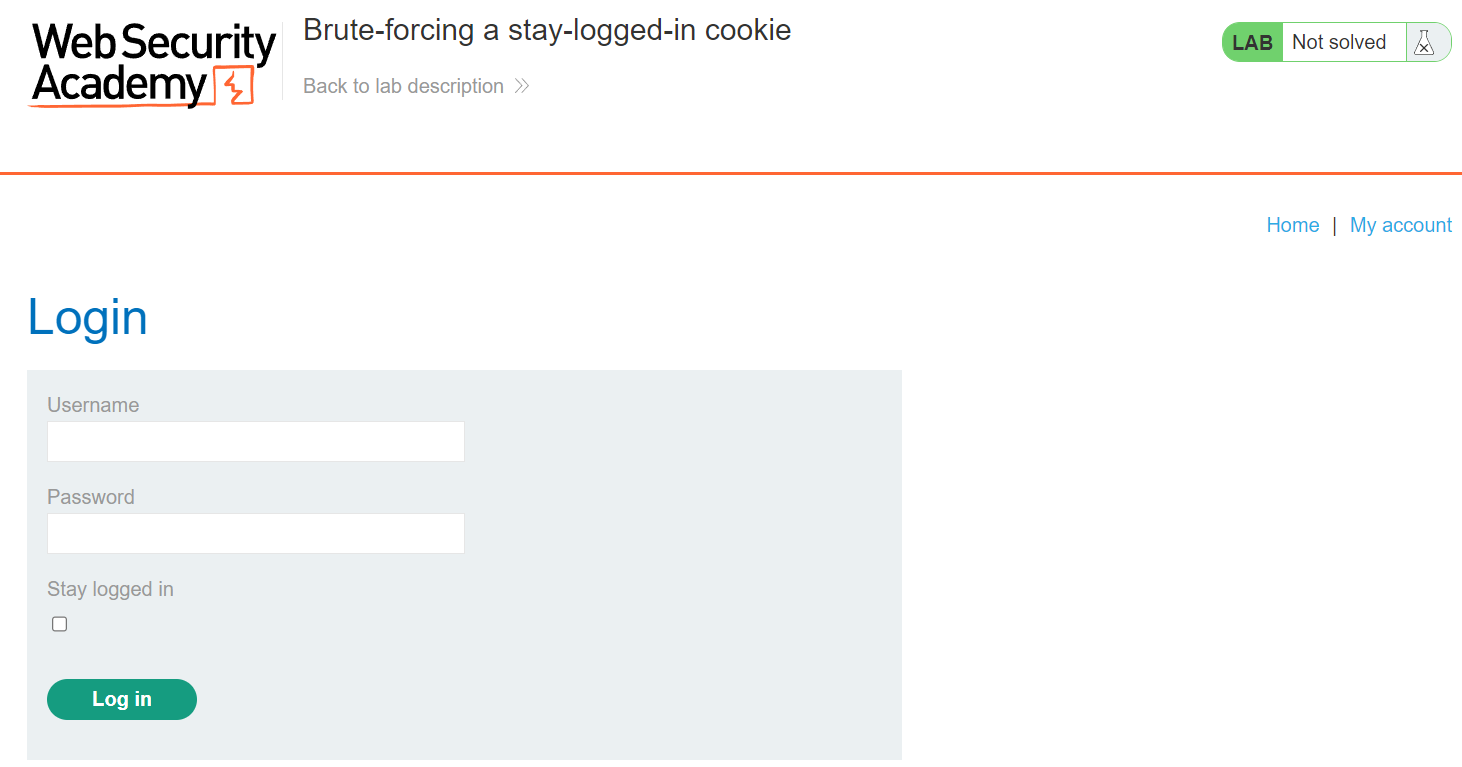 Web Security
Academy
Brute-forcing a stay-logged-in cookie
Back to lab description
LAB Not solved
Home | My account
Login
Username
Password
Stay logged in
Log in